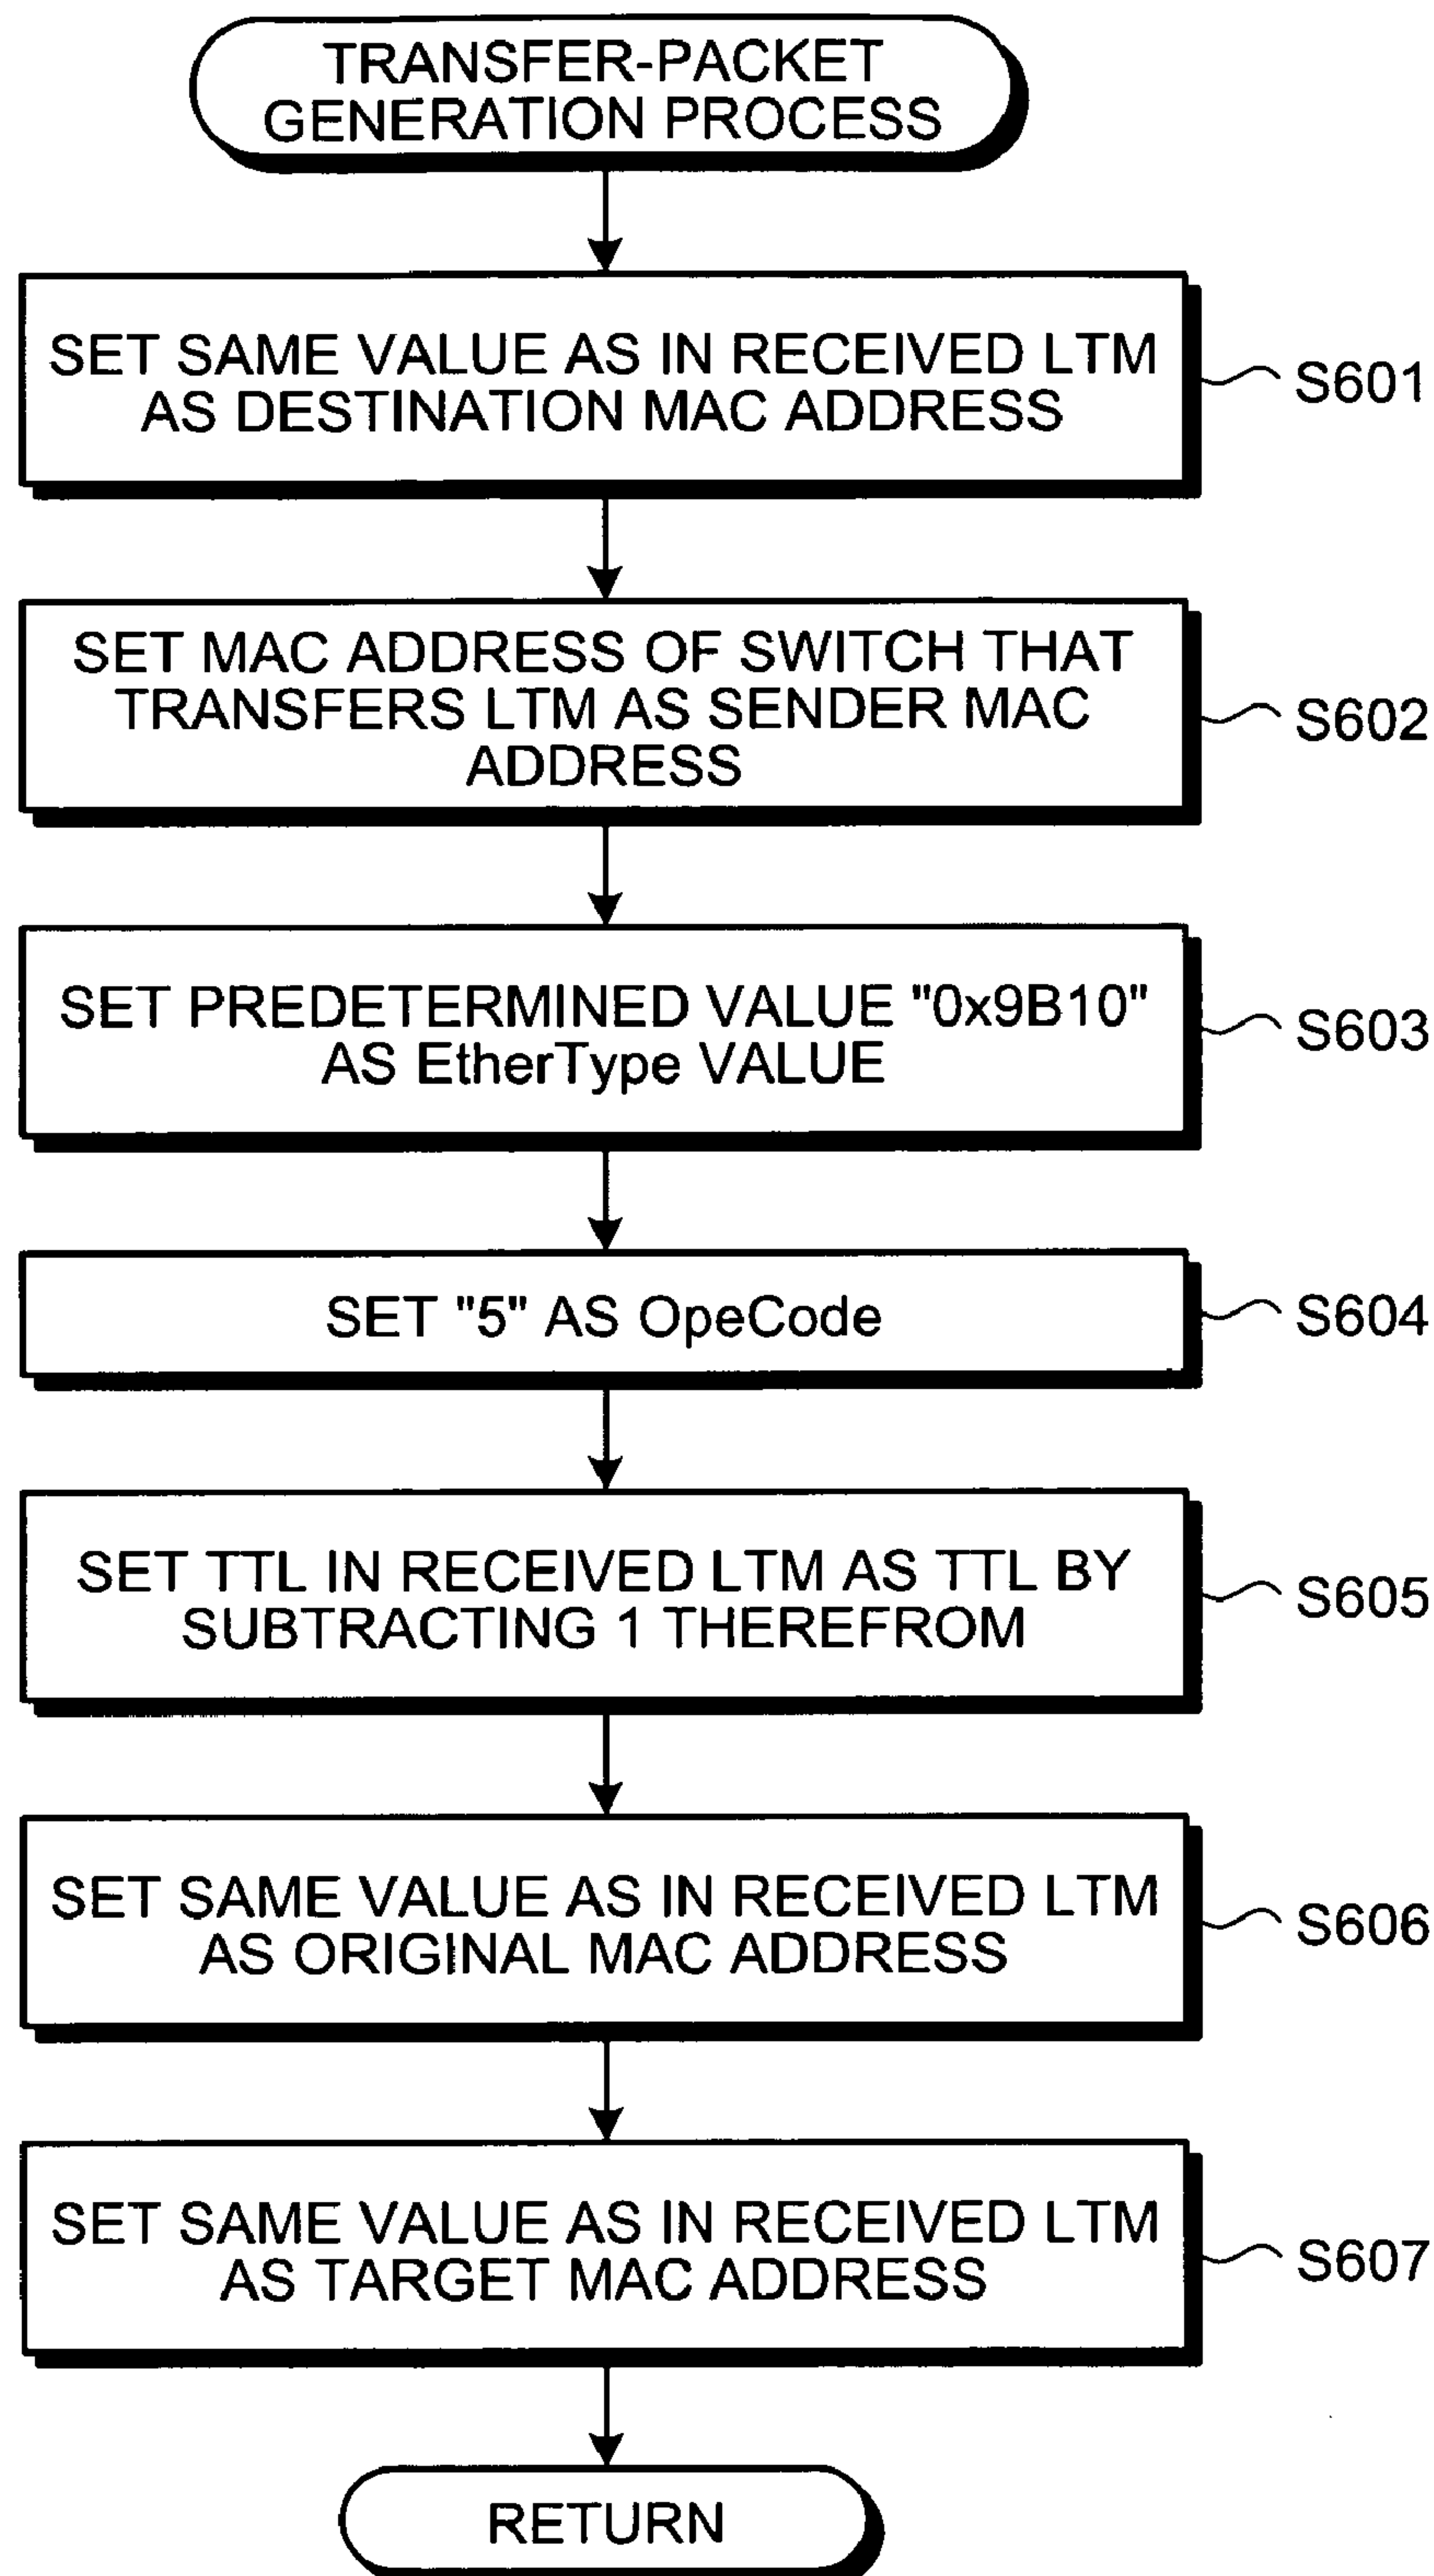 TRANSFER-PACKET
GENERATION PROCESS
SET SAME VALUE AS IN RECEIVED LTM
AS DESTINATION MAC ADDRESS
S601
SET MAC ADDRESS OF SWITCH THAT
TRANSFERS LTM AS SENDER MAC
ADDRESS
S602
SET PREDETERMINED VALUE "0x9B10"
AS EtherType VALUE
S603
SET "5" AS OpeCode
S604
SET TTL IN RECEIVED LTM AS TTL BY
SUBTRACTING 1 THEREFROM
S605
SET SAME VALUE AS IN RECEIVED LTM
AS ORIGINAL MAC ADDRESS
S606
SET SAME VALUE AS IN RECEIVED LTM
AS TARGET MAC ADDRESS
S607
RETURN